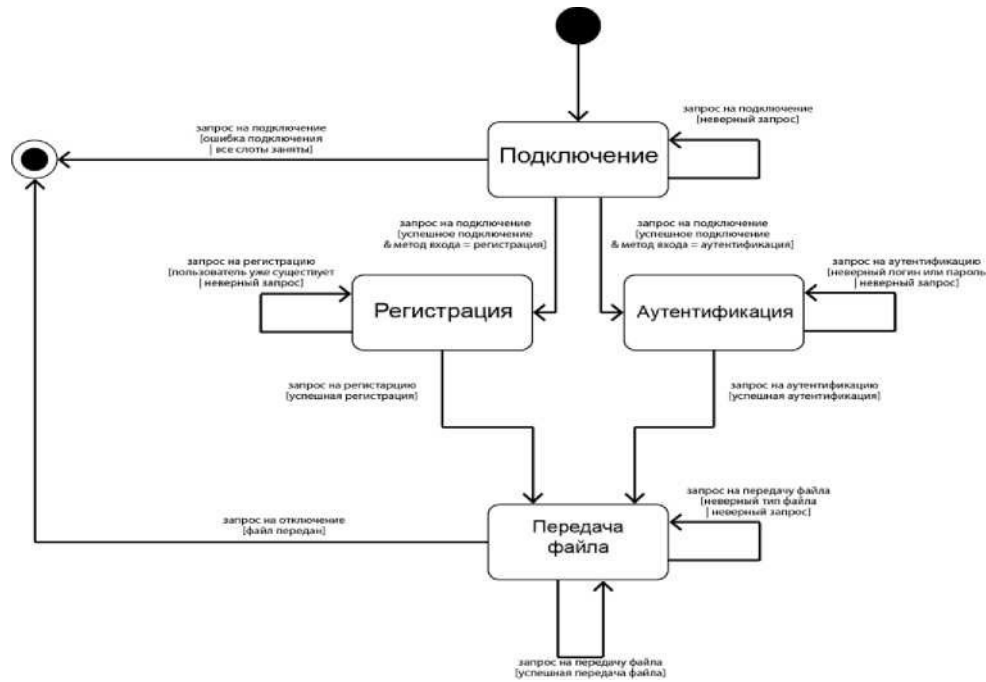 запрос на подключение
[неверный запрос]
запрос на подключение
[ошибка подключения
| все слоты заняты]
Подключение
запрос на подключение
[успешное подключение
& метод входа = регистрация]
запрос на подключение
[успешное подключение
& метод входа = аутентификация]
запрос на регистрацию
[пользователь уже существует
| неверный запрос]
запрос на аутентификацию
[неверный логин или пароль
| неверный запрос]
Регистрация
Аутентификация
запрос на регистарцию
[успешная регистрация]
запрос на аутентификацию
[успешная аутентификация]
запрос на передачу файла
[неверный тип файла
| неверный запрос]
запрос на отключение
[файл передан]
Передача
файла
запрос на передачу файла
[успешная передача файла]